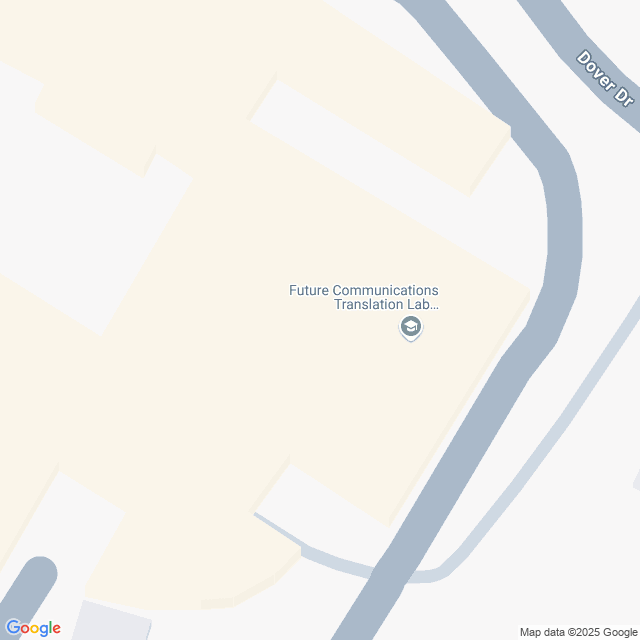 Dover Dr
Future Communications
Translation Lab...
Google
Map data ©2025 Google